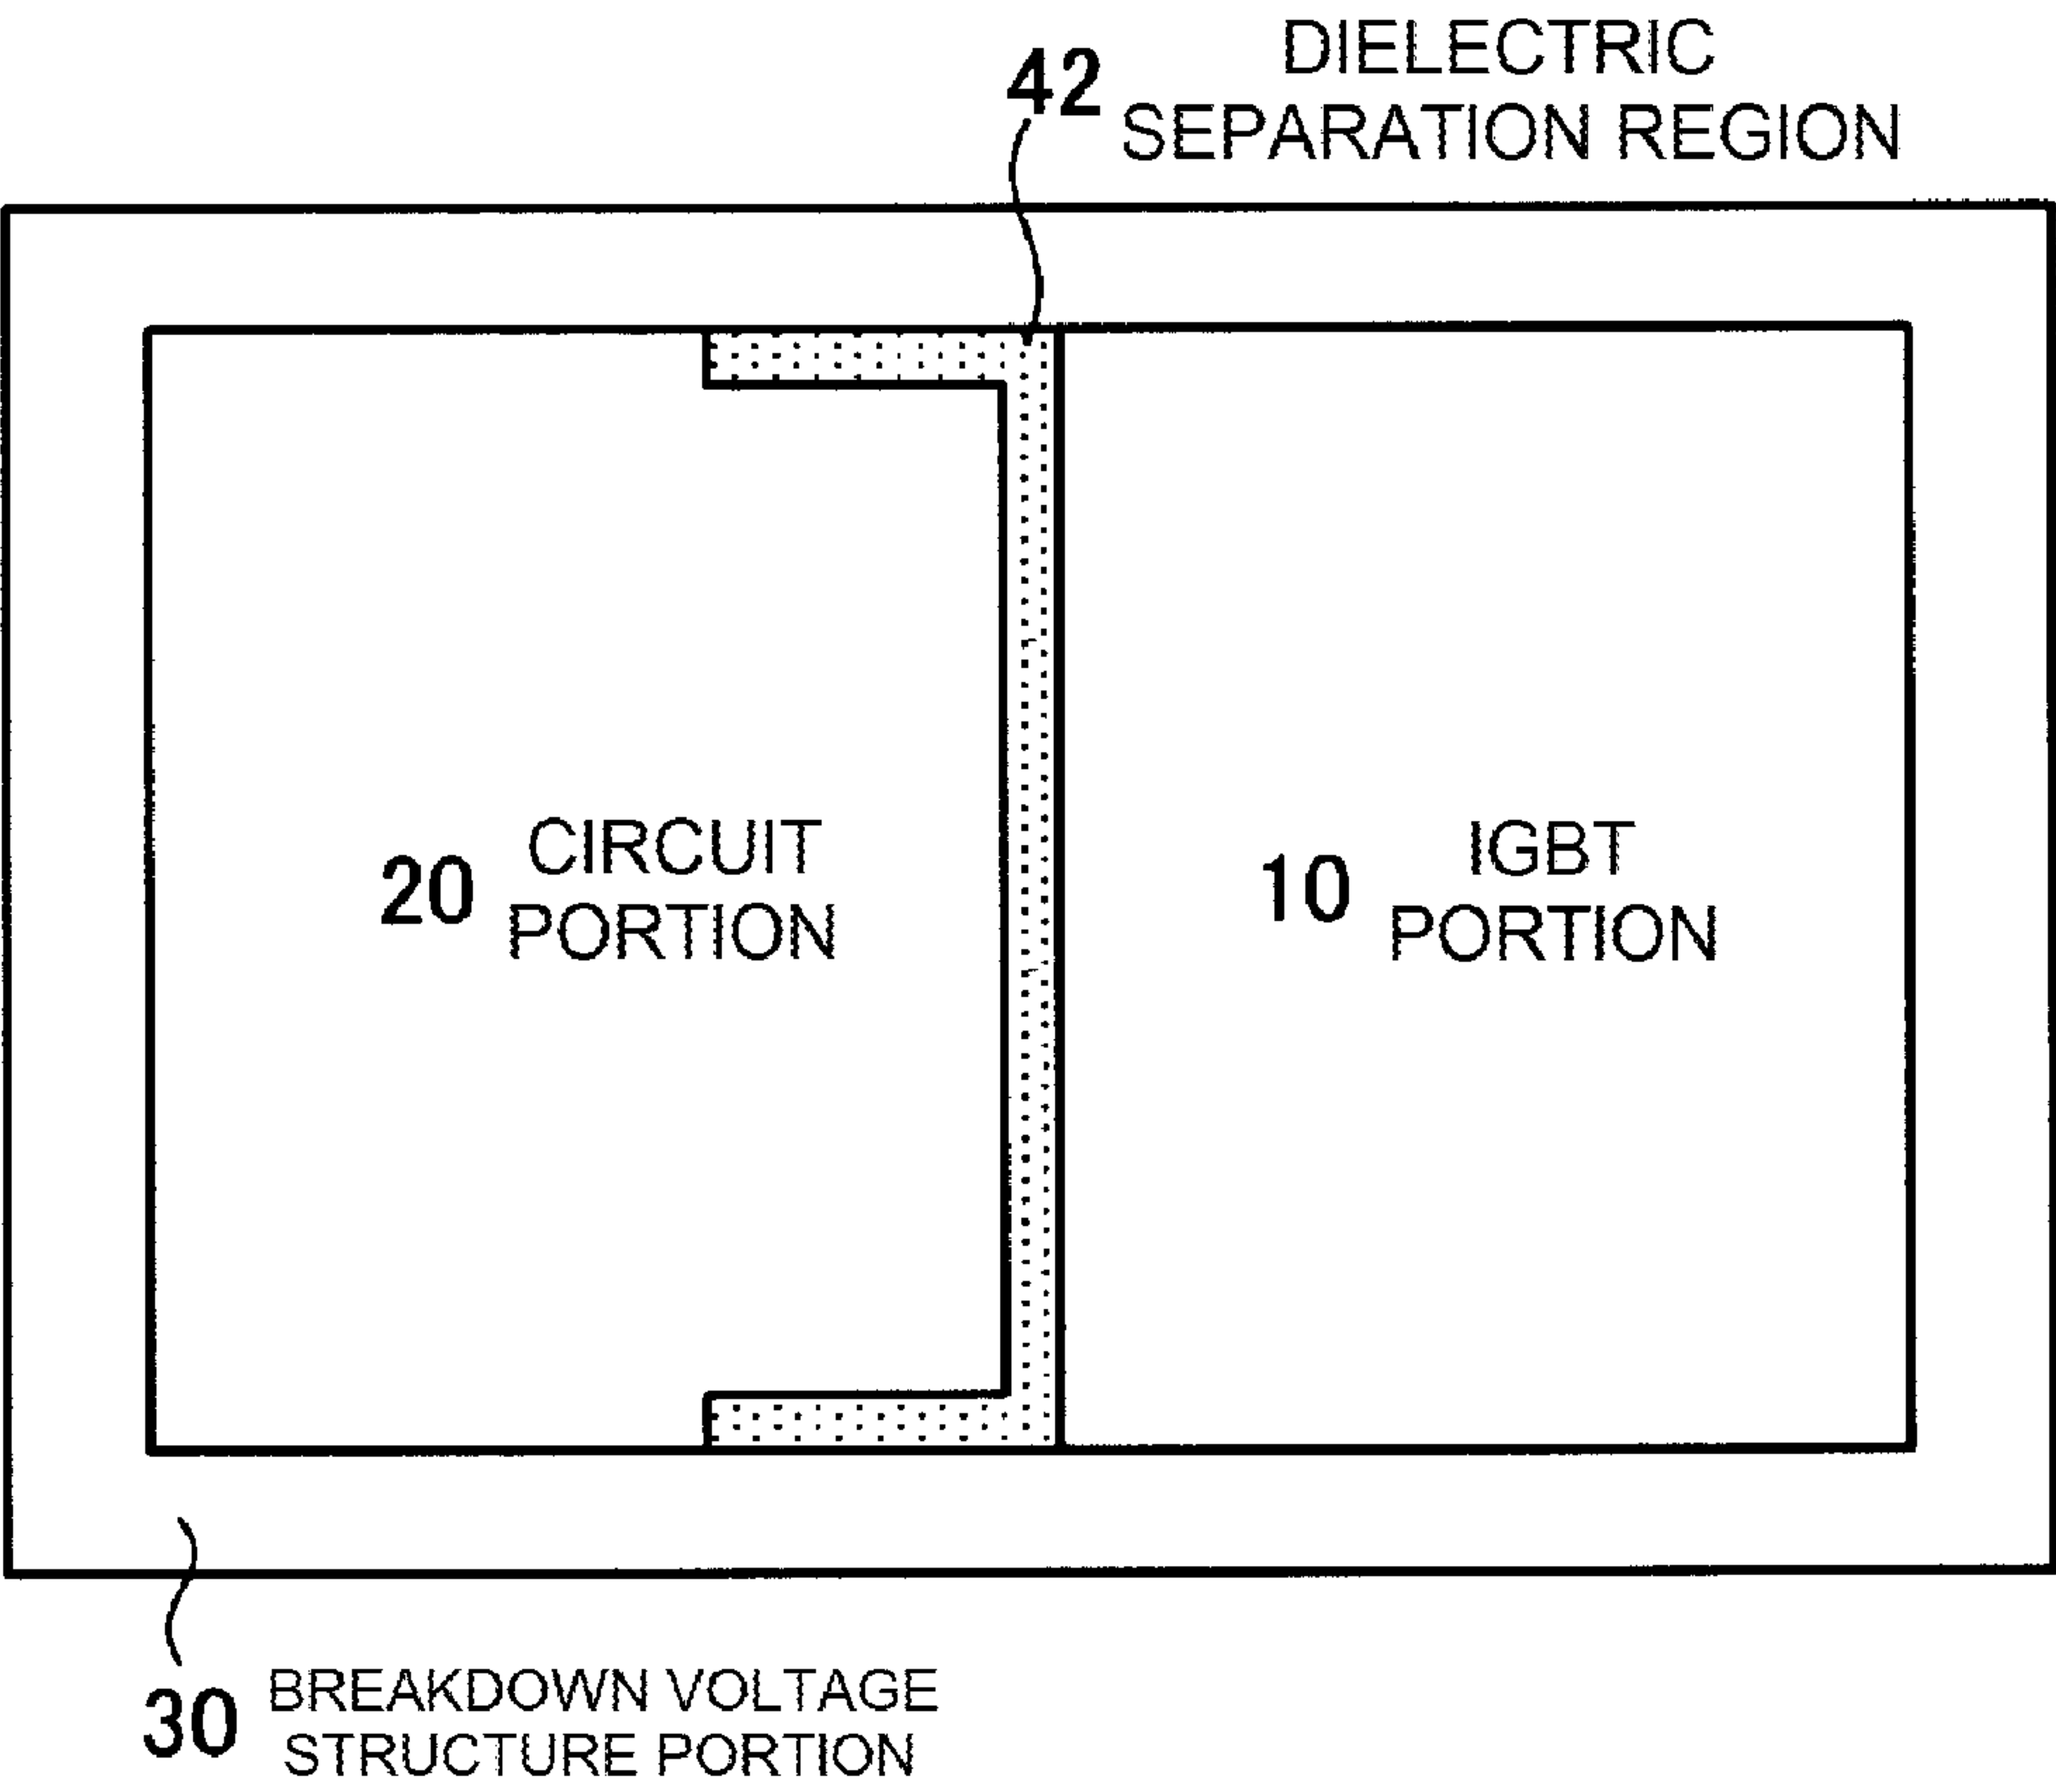 42 DIELECTRIC
SEPARATION REGION
20 CIRCUIT
PORTION
10 IGBT
PORTION
30 BREAKDOWN VOLTAGE
STRUCTURE PORTION